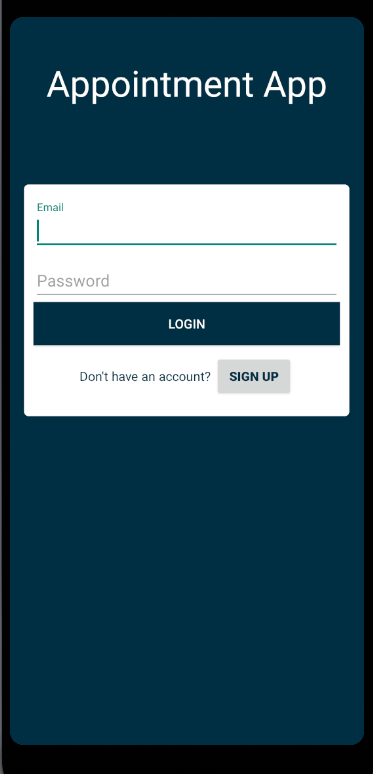 Appointment App
Email
Password
LOGIN
Don't have an account? SIGN UP